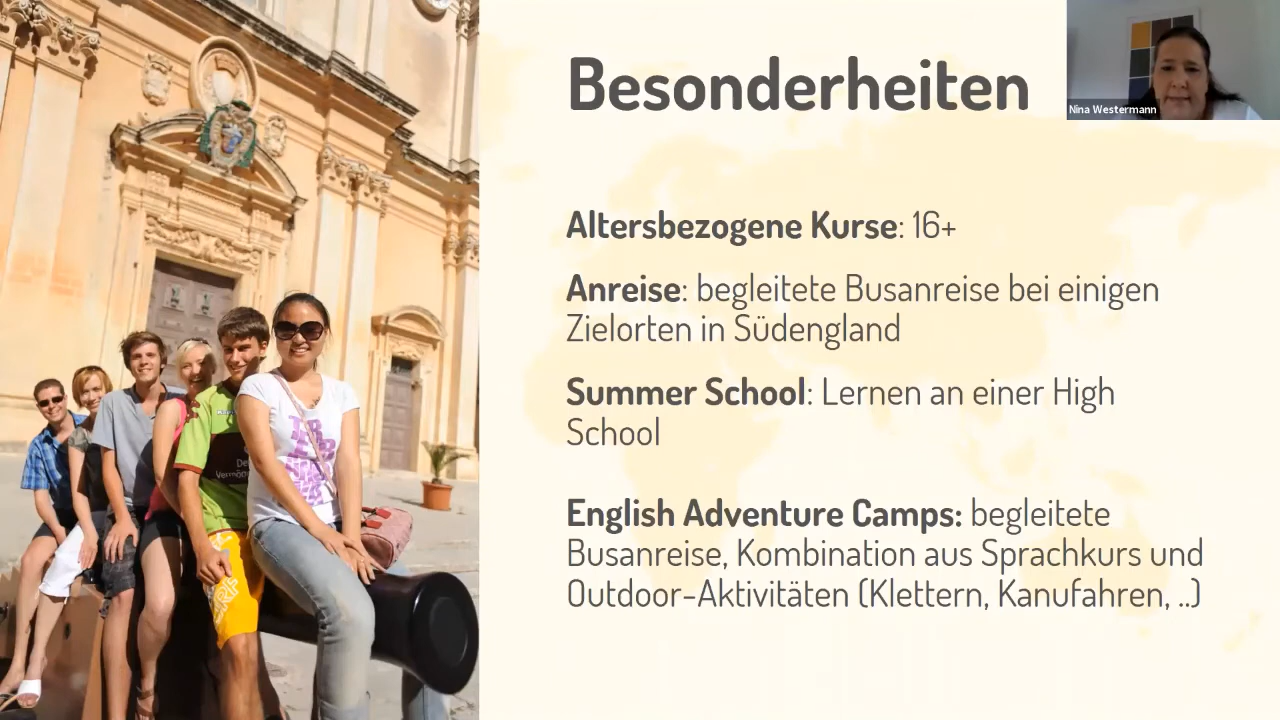 Besonderheiten
Nina Westermann
Altersbezogene Kurse: 16+
Anreise: begleitete Busanreise bei einigen
Zielorten in Südengland
Summer School: Lernen an einer High
School
English Adventure Camps: begleitete
Busanreise, Kombination aus Sprachkurs und
Outdoor-Aktivitäten (Klettern, Kanufahren, ..)